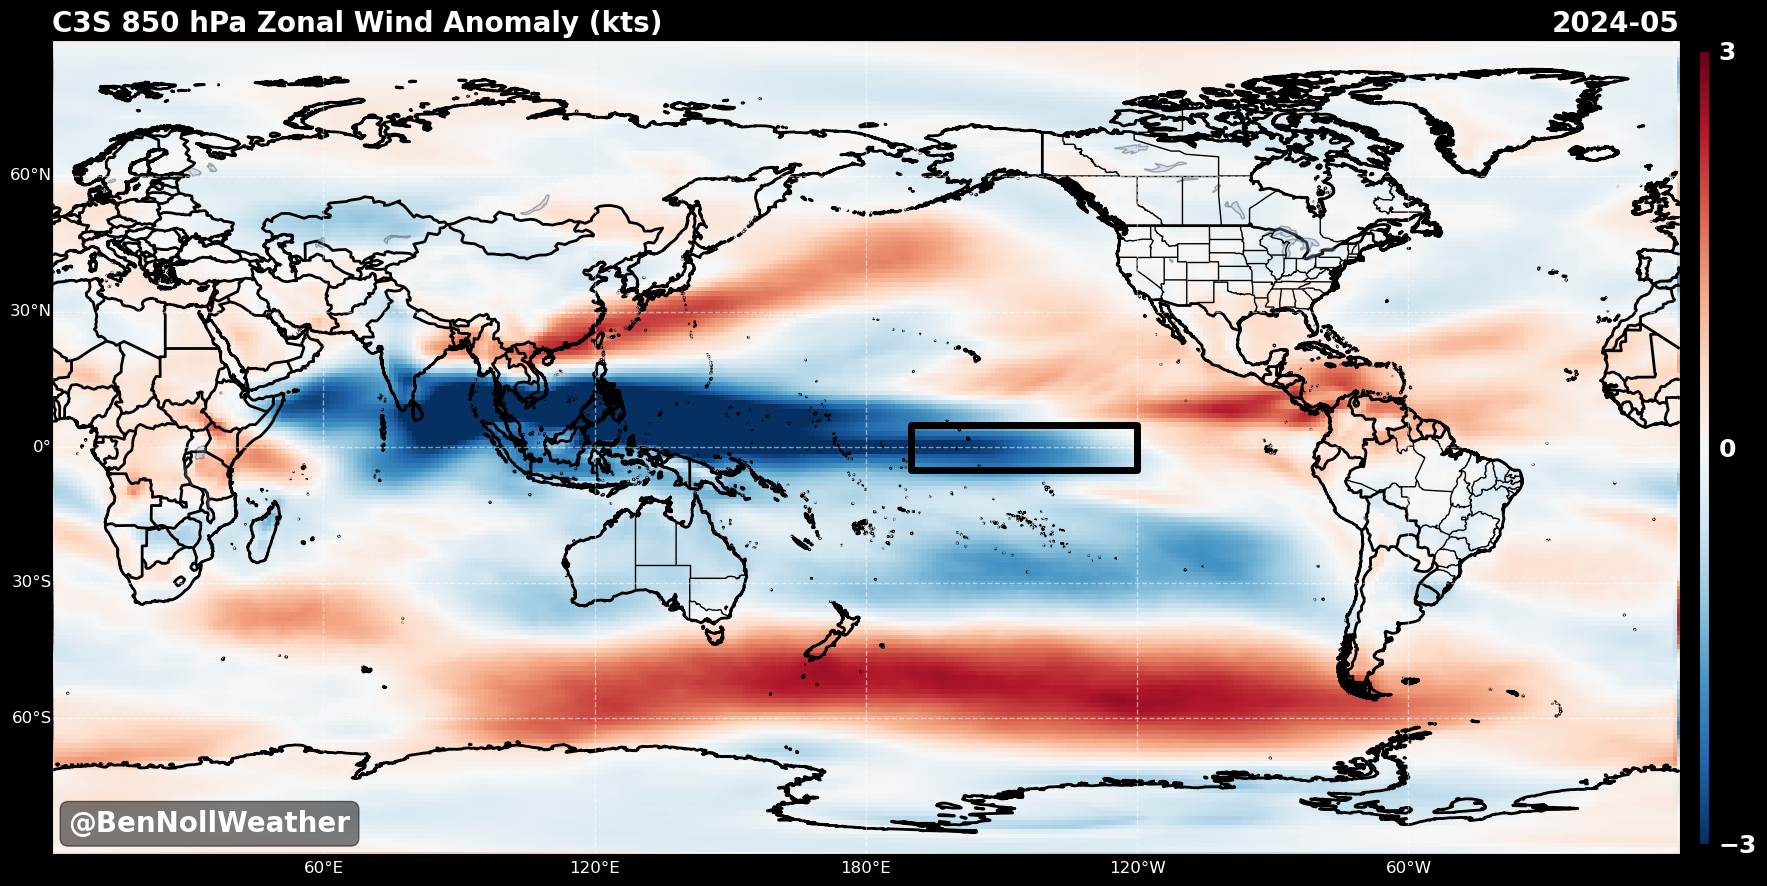 C3S 850 hPa Zonal Wind Anomaly (kts)
2024-05
3
0
−3
60°N
30°N
0°
30°S
60°S
60°E
120°E
180°E
120°W
60°W
@BenNollWeather